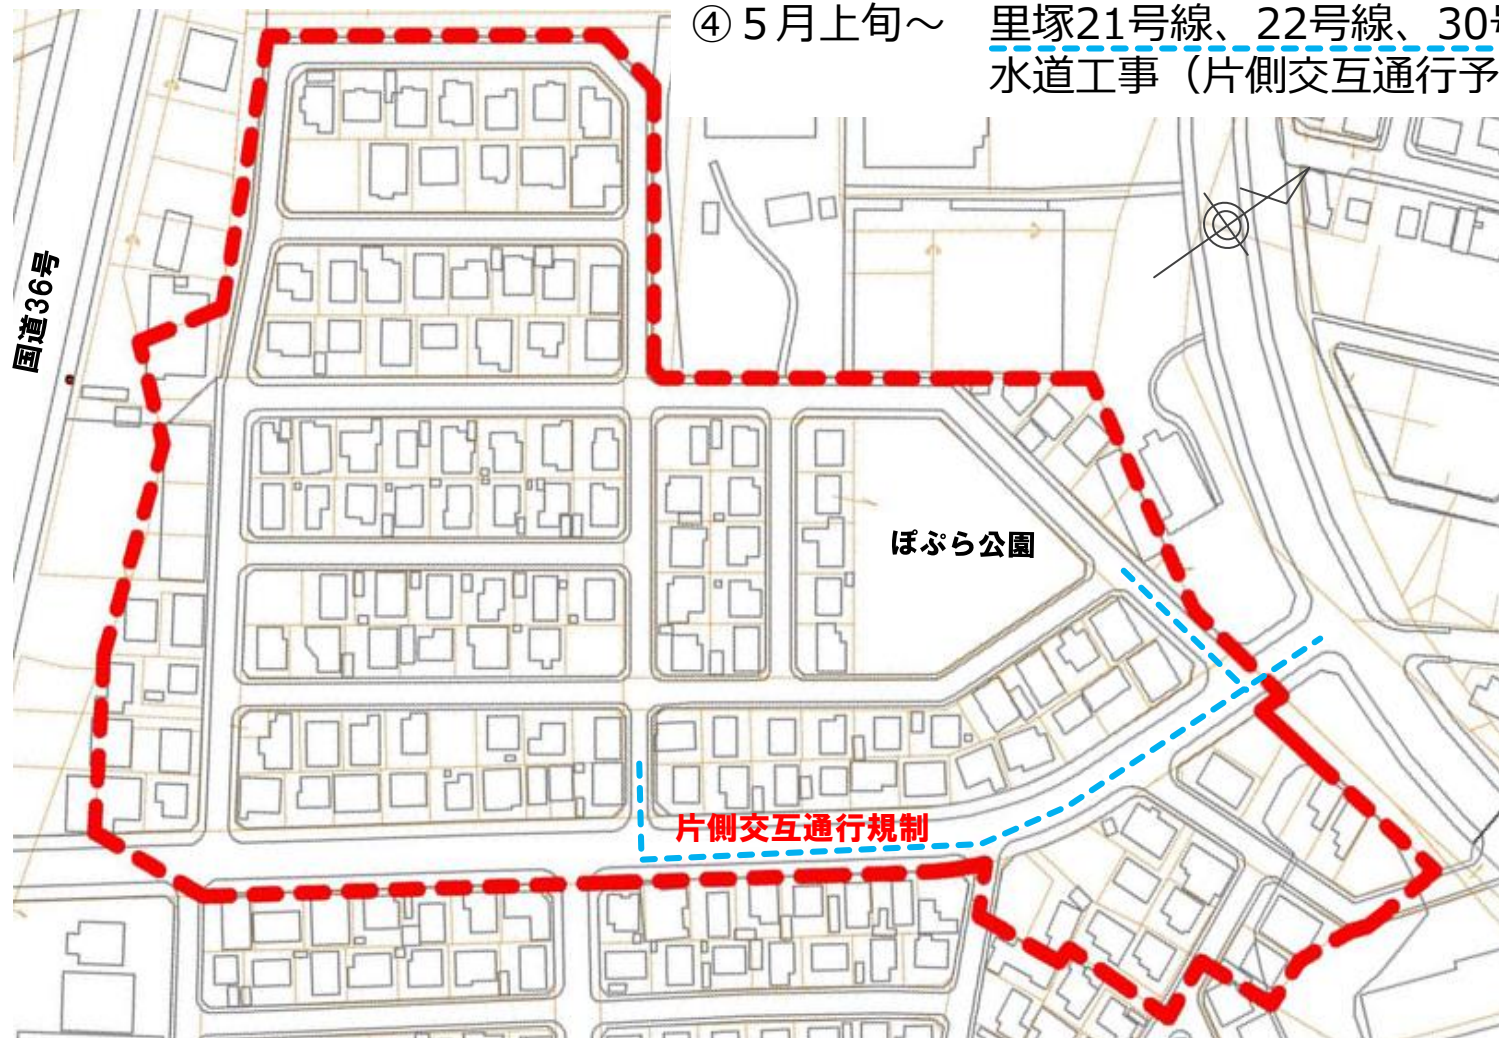 ④５月上旬～　里塚21号線、22号線、30
水道工事（片側交互通行予
国道36号
ぽぷら公園
片側交互通行規制